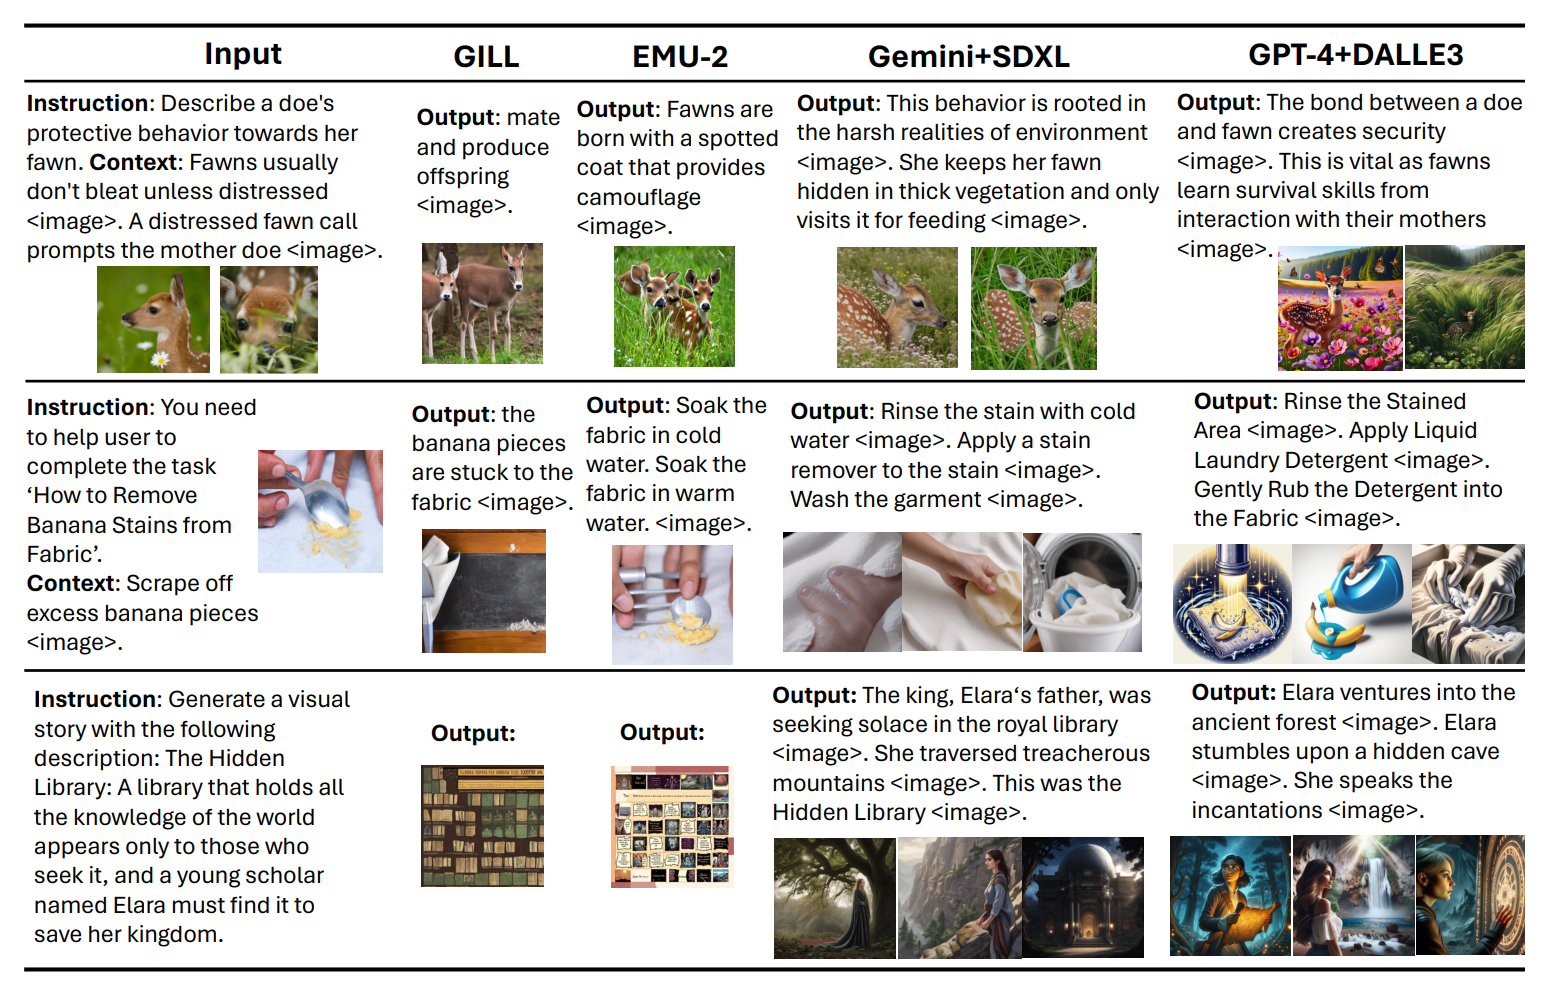 Input
GILL
EMU-2
Gemini+SDXL
GPT-4+DALLE3
Instruction: Describe a doe's
protective behavior towards her
fawn. Context: Fawns usually
don't bleat unless distressed
<image>. A distressed fawn call
prompts the mother doe <image>.
Output: mate
and produce
offspring
<image>.
Output: Fawns are
born with a spotted
coat that provides
camouflage
<image>.
Output: This behavior is rooted in
the harsh realities of environment
<image>. She keeps her fawn
hidden in thick vegetation and only
visits it for feeding <image>.
Output: The bond between a doe
and fawn creates security
<image>. This is vital as fawns
learn survival skills from
interaction with their mothers
<image>.
Instruction: You need
to help user to
complete the task
‘How to Remove
Banana Stains from
Fabric’.
Context: Scrape off
excess banana pieces
<image>.
Output: the
banana pieces
are stuck to the
fabric <image>.
Output: Soak the
fabric in cold
water. Soak the
fabric in warm
water. <image>.
Output: Rinse the stain with cold
water <image>. Apply a stain
remover to the stain <image>.
Wash the garment <image>.
Output: Rinse the Stained
Area <image>. Apply Liquid
Laundry Detergent <image>.
Gently Rub the Detergent into
the Fabric <image>.
Instruction: Generate a visual
story with the following
description: The Hidden
Library: A library that holds all
the knowledge of the world
appears only to those who
seek it, and a young scholar
named Elara must find it to
save her kingdom.
Output:
Output:
Output: The king, Elara‘s father, was
seeking solace in the royal library
<image>. She traversed treacherous
mountains <image>. This was the
Hidden Library <image>.
Output: Elara ventures into the
ancient forest <image>. Elara
stumbles upon a hidden cave
<image>. She speaks the
incantations <image>.